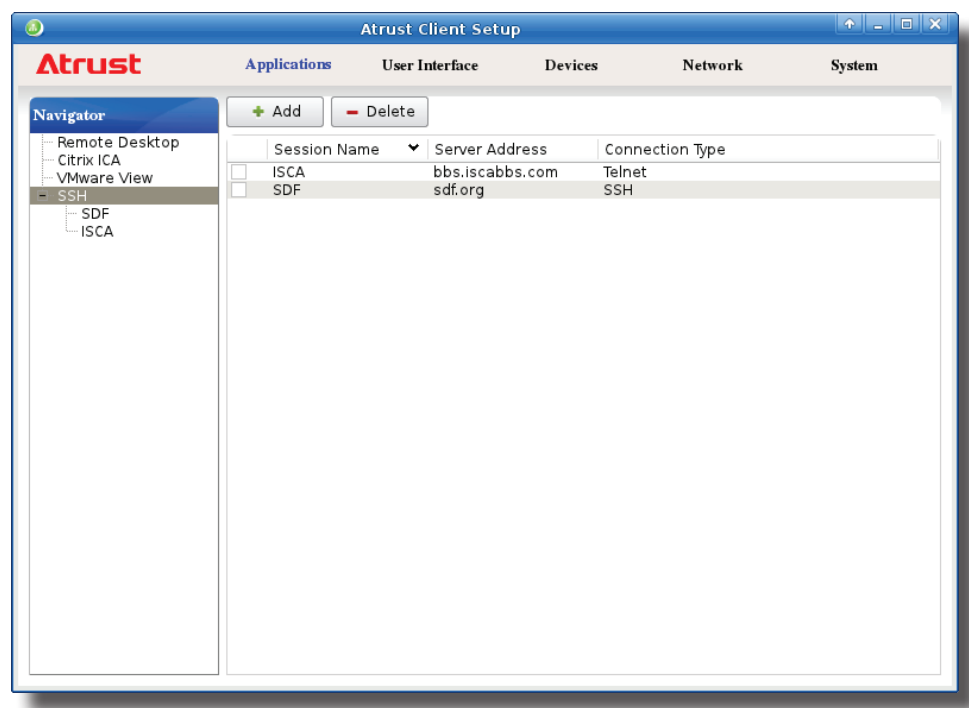 Atrust Client Setup
Atrust
Applications User Interface Devices Network System
Navigator
Remote Desktop
Citrix ICA
VMware View
SSH
SDF
ISCA
Add Delete
Session Name Server Address Connection Type
ISCA bbs.iscabbs.com Telnet
SDF sdf.org SSH